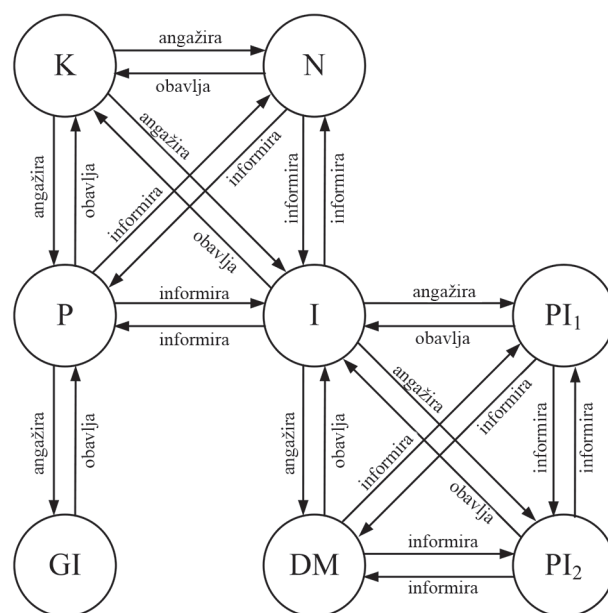 angažira
K
N
obavlja
angažira
obavlja
angažira
obavlja
informira
informira
informira
informira
informira
P
informira
I
angažira
obavlja
PI₁
angažira
obavlja
angažira
obavlja
angažira
obavlja
informira
informira
informira
informira
GI
DM
informira
informira
PI₂